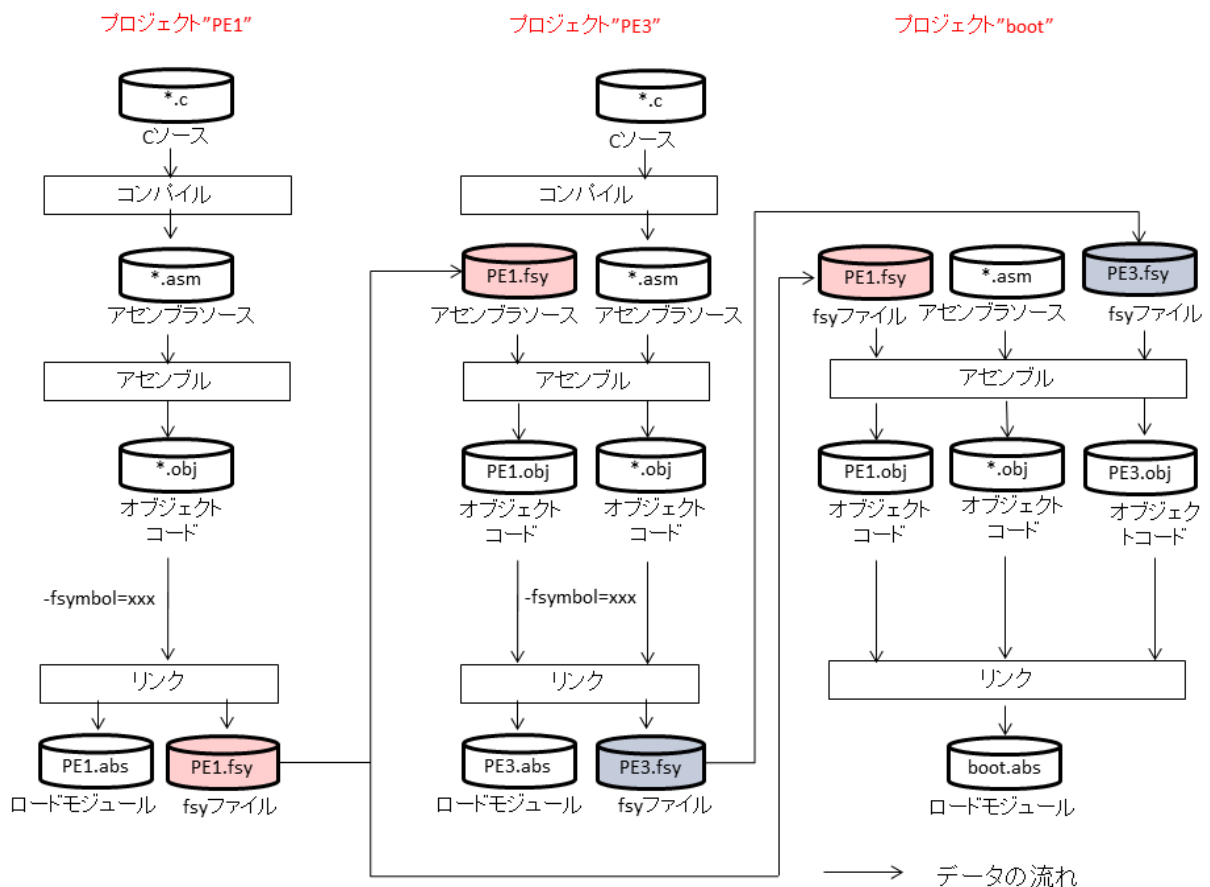 プロジェクト"PE1"
*.c
Cソース
コンパイル
*.asm
アセンブラソース
アセンブル
*.obj
オブジェクト
コード
-fsymbol=xxx
リンク
PE1.abs
ロードモジュール
PE1.fsy
fsyファイル
プロジェクト"PE3"
*.c
Cソース
コンパイル
PE1.fsy
アセンブラソース
*.asm
アセンブラソース
アセンブル
PE1.obj
オブジェクト
コード
*.obj
オブジェクト
コード
-fsymbol=xxx
リンク
PE3.abs
ロードモジュール
PE3.fsy
fsyファイル
プロジェクト"boot"
PE1.fsy
fsyファイル
*.asm
アセンブラソース
PE3.fsy
fsyファイル
アセンブル
PE1.obj
オブジェクト
コード
*.obj
オブジェクト
コード
PE3.obj
オブジェク
トコード
リンク
boot.abs
ロードモジュール
データの流れ